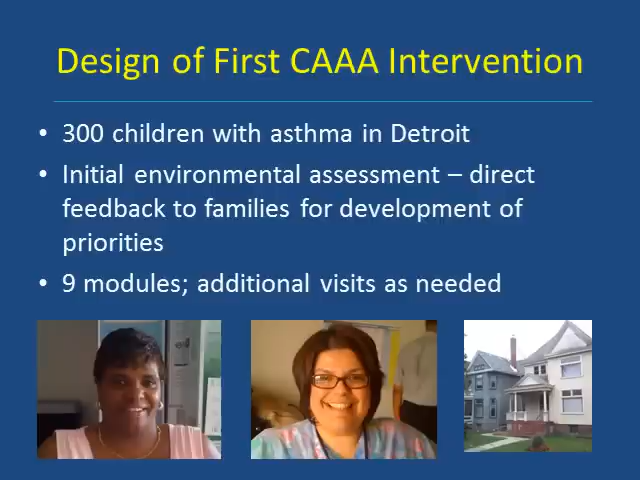 Design of First CAAA Intervention
• 300 children with asthma in Detroit
• Initial environmental assessment – direct
feedback to families for development of
priorities
• 9 modules; additional visits as needed